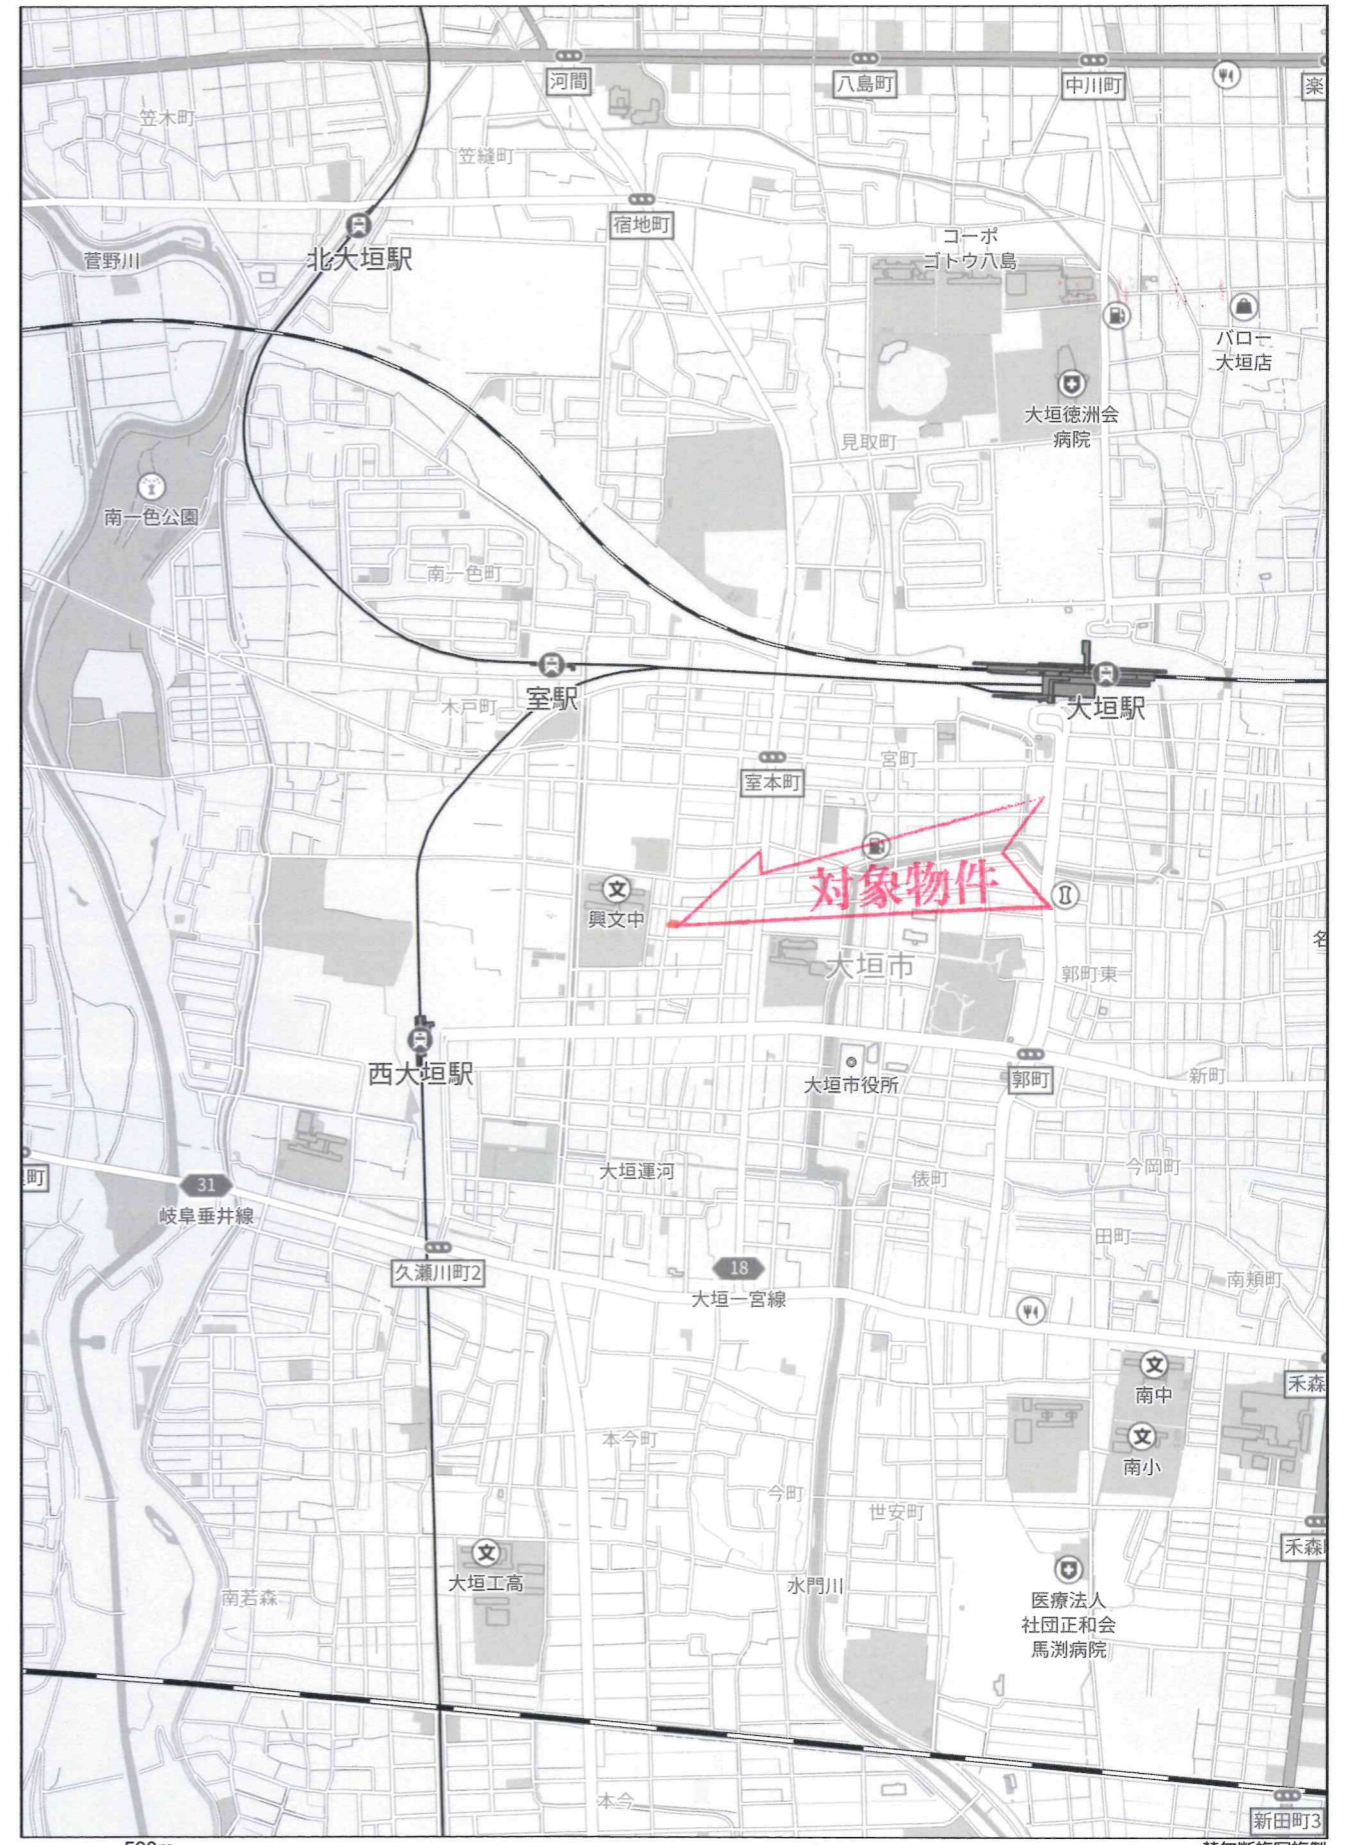 河間
八島町
中川町
楽
笠木町
笠縫町
宿地町
コーポ
ゴトウ八島
菅野川
北大垣駅
バロー
大垣店
大垣徳洲会
病院
見取町
南一色公園
南一色町
室駅
木戸町
大垣駅
宮町
室本町
対象物件
興文中
大垣市
名
郭町東
西大垣駅
大垣市役所
郭町
新町
大垣運河
俵町
今岡町
町
31
岐阜垂井線
田町
久瀬川町2
18
大垣一宮線
南頬町
南中
禾森
本今町
南小
今町
世安町
禾森
大垣工高
水門川
南若森
医療法人
社団正和会
馬渕病院
本今
新田町3